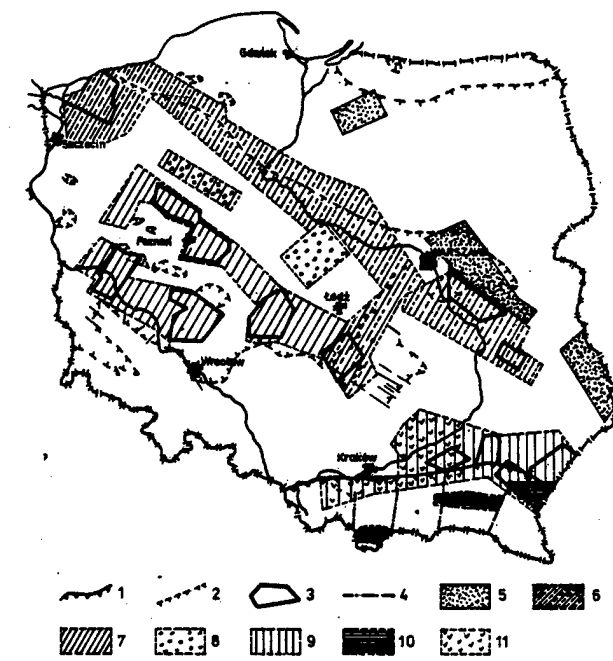 Gdańsk
Szczecin
Poznań
Łódź
Wrocław
Kraków
1 2 3 4 5 6
7 8 9 10 11